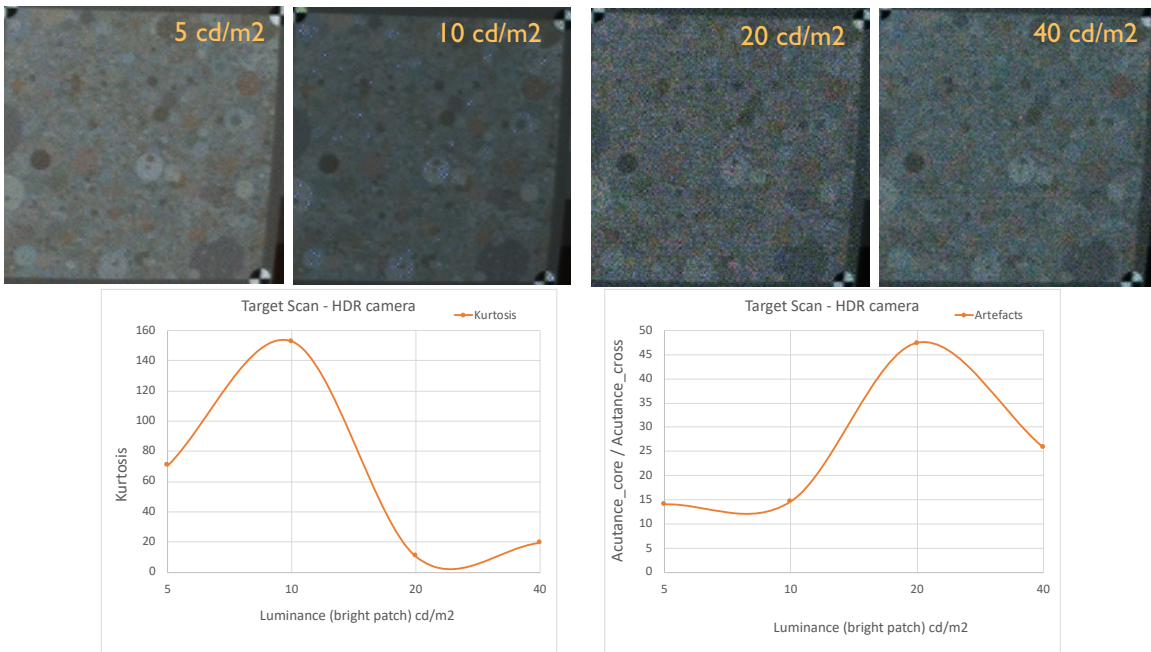 5 cd/m2
10 cd/m2
20 cd/m2
40 cd/m2
Target Scan - HDR camera
Kurtosis
160
140
120
100
80
60
40
20
0
Kurtosis
5
10
20
40
Luminance (bright patch) cd/m2
Target Scan - HDR camera
Artefacts
50
45
40
35
30
25
20
15
10
5
0
Acutance_core / Acutance_cross
5
10
20
40
Luminance (bright patch) cd/m2